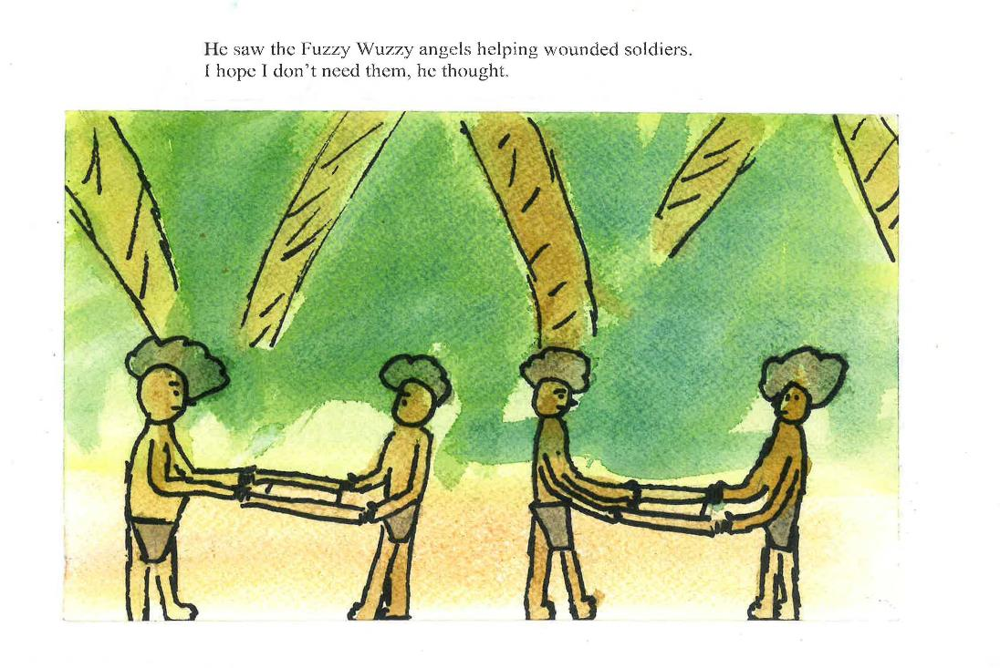 He saw the Fuzzy Wuzzy angels helping wounded soldiers.
I hope I don't need them, he thought.